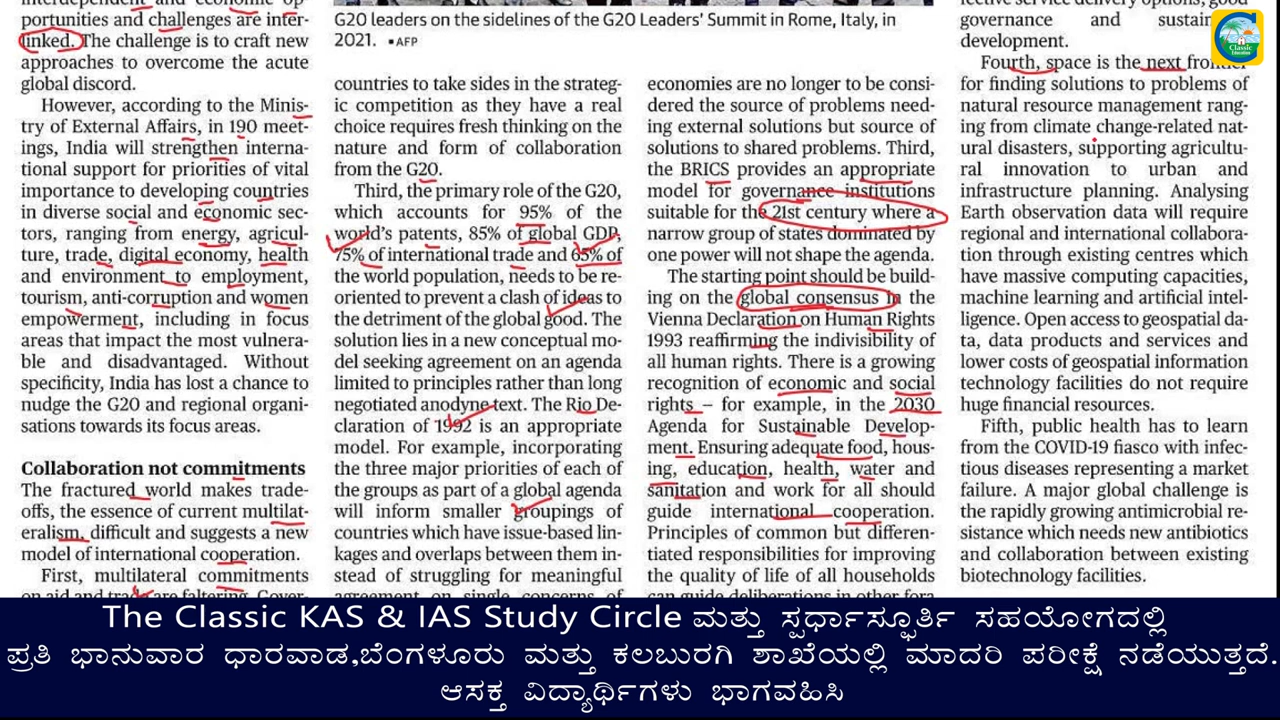 interdependent and economic op-
portunities and challenges are inter-
linked. The challenge is to craft new
approaches to overcome the acute
global discord.
However, according to the Minis-
try of External Affairs, in 190 meet-
ings, India will strengthen interna-
tional support for priorities of vital
importance to developing countries
in diverse social and economic sec-
tors, ranging from energy, agricul-
ture, trade, digital economy, health
and environment to employment,
tourism, anti-corruption and women
empowerment, including in focus
areas that impact the most vulnera-
ble and disadvantaged. Without
specificity, India has lost a chance to
nudge the G20 and regional organi-
sations towards its focus areas.
Collaboration not commitments
The fractured world makes trade-
offs, the essence of current multilat-
eralism, difficult and suggests a new
model of international cooperation.
First, multilateral commitments
on aid and trade are faltering. Gover-
G20 leaders on the sidelines of the G20 Leaders' Summit in Rome, Italy, in
2021. ▪AFP
countries to take sides in the strateg-
ic competition as they have a real
choice requires fresh thinking on the
nature and form of collaboration
from the G20.
Third, the primary role of the G20,
which accounts for 95% of the
world's patents, 85% of global GDP,
75% of international trade and 65% of
the world population, needs to be re-
oriented to prevent a clash of ideas to
the detriment of the global good. The
solution lies in a new conceptual mo-
del seeking agreement on an agenda
limited to principles rather than long
negotiated anodyne text. The Rio De-
claration of 1992 is an appropriate
model. For example, incorporating
the three major priorities of each of
the groups as part of a global agenda
will inform smaller groupings of
countries which have issue-based lin-
kages and overlaps between them in-
stead of struggling for meaningful
agreement on single concerns of
economies are no longer to be consi-
dered the source of problems need-
ing external solutions but source of
solutions to shared problems. Third,
the BRICS provides an appropriate
model for governance institutions
suitable for the 21st century where a
narrow group of states dominated by
one power will not shape the agenda.
The starting point should be build-
ing on the global consensus in the
Vienna Declaration on Human Rights
1993 reaffirming the indivisibility of
all human rights. There is a growing
recognition of economic and social
rights – for example, in the 2030
Agenda for Sustainable Develop-
ment. Ensuring adequate food, hous-
ing, education, health, water and
sanitation and work for all should
guide international cooperation.
Principles of common but differen-
tiated responsibilities for improving
the quality of life of all households
can guide deliberations in other fora
fective service delivery options, good
governance and
development.
Fourth, space is the next frontier
for finding solutions to problems of
natural resource management rang-
ing from climate change-related nat-
ural disasters, supporting agricultu-
ral innovation to urban and
infrastructure planning. Analysing
Earth observation data will require
regional and international collabora-
tion through existing centres which
have massive computing capacities,
machine learning and artificial intel-
ligence. Open access to geospatial da-
ta, data products and services and
lower costs of geospatial information
technology facilities do not require
huge financial resources.
Fifth, public health has to learn
from the COVID-19 fiasco with infec-
tious diseases representing a market
failure. A major global challenge is
the rapidly growing antimicrobial re-
sistance which needs new antibiotics
and collaboration between existing
biotechnology facilities.
Classic
Education
The Classic KAS & IAS Study Circle ಮತ್ತು ಸ್ಪರ್ಧಾಸ್ಫೂರ್ತಿ ಸಹಯೋಗದಲ್ಲಿ
ಪ್ರತಿ ಭಾನುವಾರ ಧಾರವಾಡ,ಬೆಂಗಳೂರು ಮತ್ತು ಕಲಬುರಗಿ ಶಾಖೆಯಲ್ಲಿ ಮಾದರಿ ಪರೀಕ್ಷೆ ನಡೆಯುತ್ತದೆ.
ಆಸಕ್ತ ವಿದ್ಯಾರ್ಥಿಗಳು ಭಾಗವಹಿಸಿ